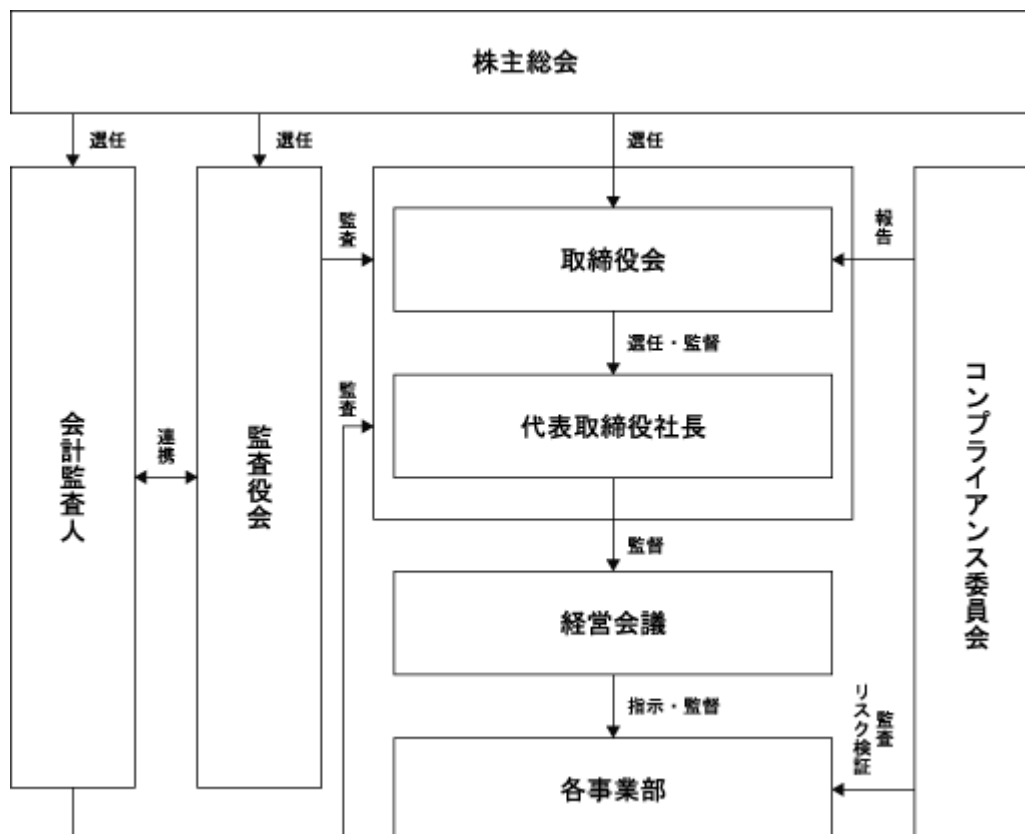 株主総会
選任
選任
選任
監査
取締役会
報告
選任・監督
監査
代表取締役社長
会計監査人
連携
監査役会
コンプライアンス委員会
監督
経営会議
指示・監督
監査
リスク検証
各事業部